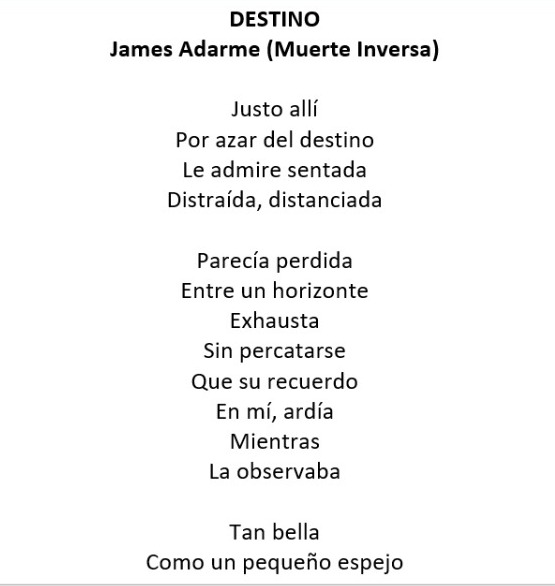 DESTINO
James Adarme (Muerte Inversa)
Justo allí
Por azar del destino
Le admire sentada
Distraída, distanciada
Parecía perdida
Entre un horizonte
Exhausta
Sin percatarse
Que su recuerdo
En mí, ardía
Mientras
La observaba
Tan bella
Como un pequeño espejo